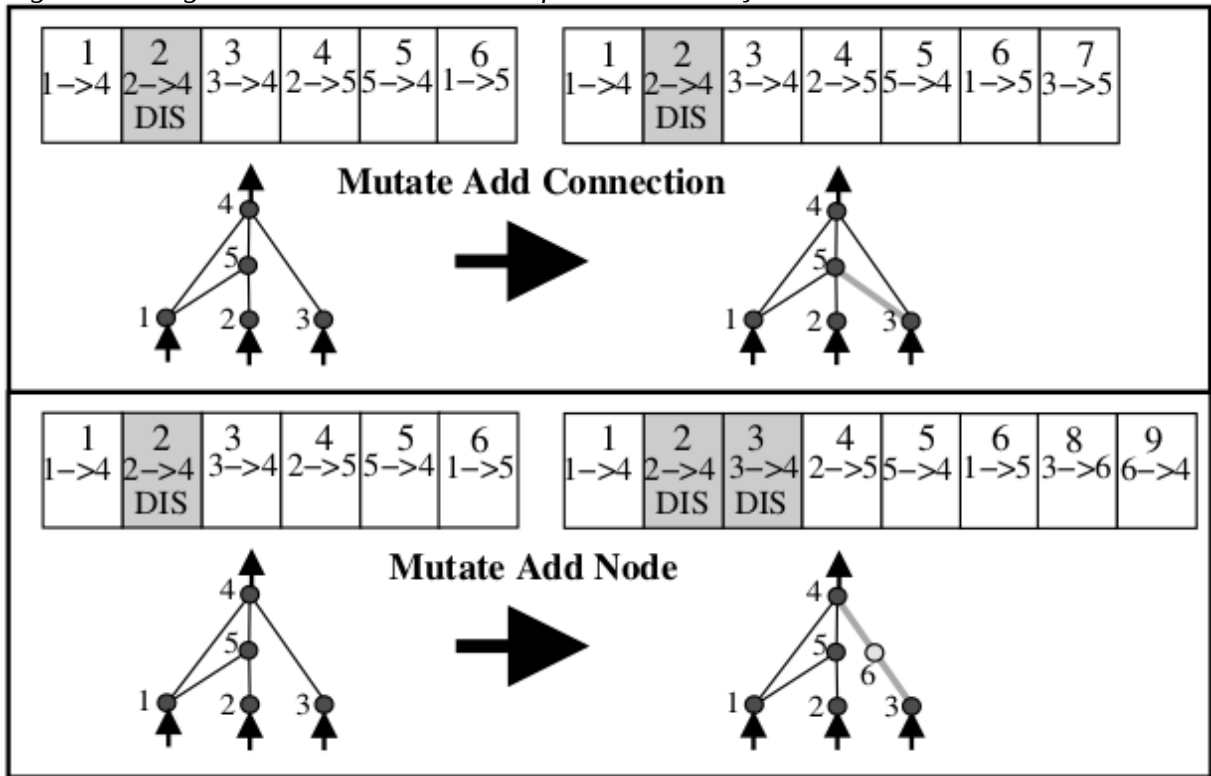 1 2 3 4 5 6 1 2 3 4 5 6 7
1->4 2->4 3->4 2->5 5->4 1->5 1->4 2->4 3->4 2->5 5->4 1->5 3->5
DIS DIS
Mutate Add Connection
4 4
5 5
1 2 3 1 2 3
1 2 3 4 5 6 1 2 3 4 5 6 8 9
1->4 2->4 3->4 2->5 5->4 1->5 1->4 2->4 3->4 2->5 5->4 1->5 3->6 6->4
DIS DIS DIS
Mutate Add Node
4 4
5 5
6
1 2 3 1 2 3